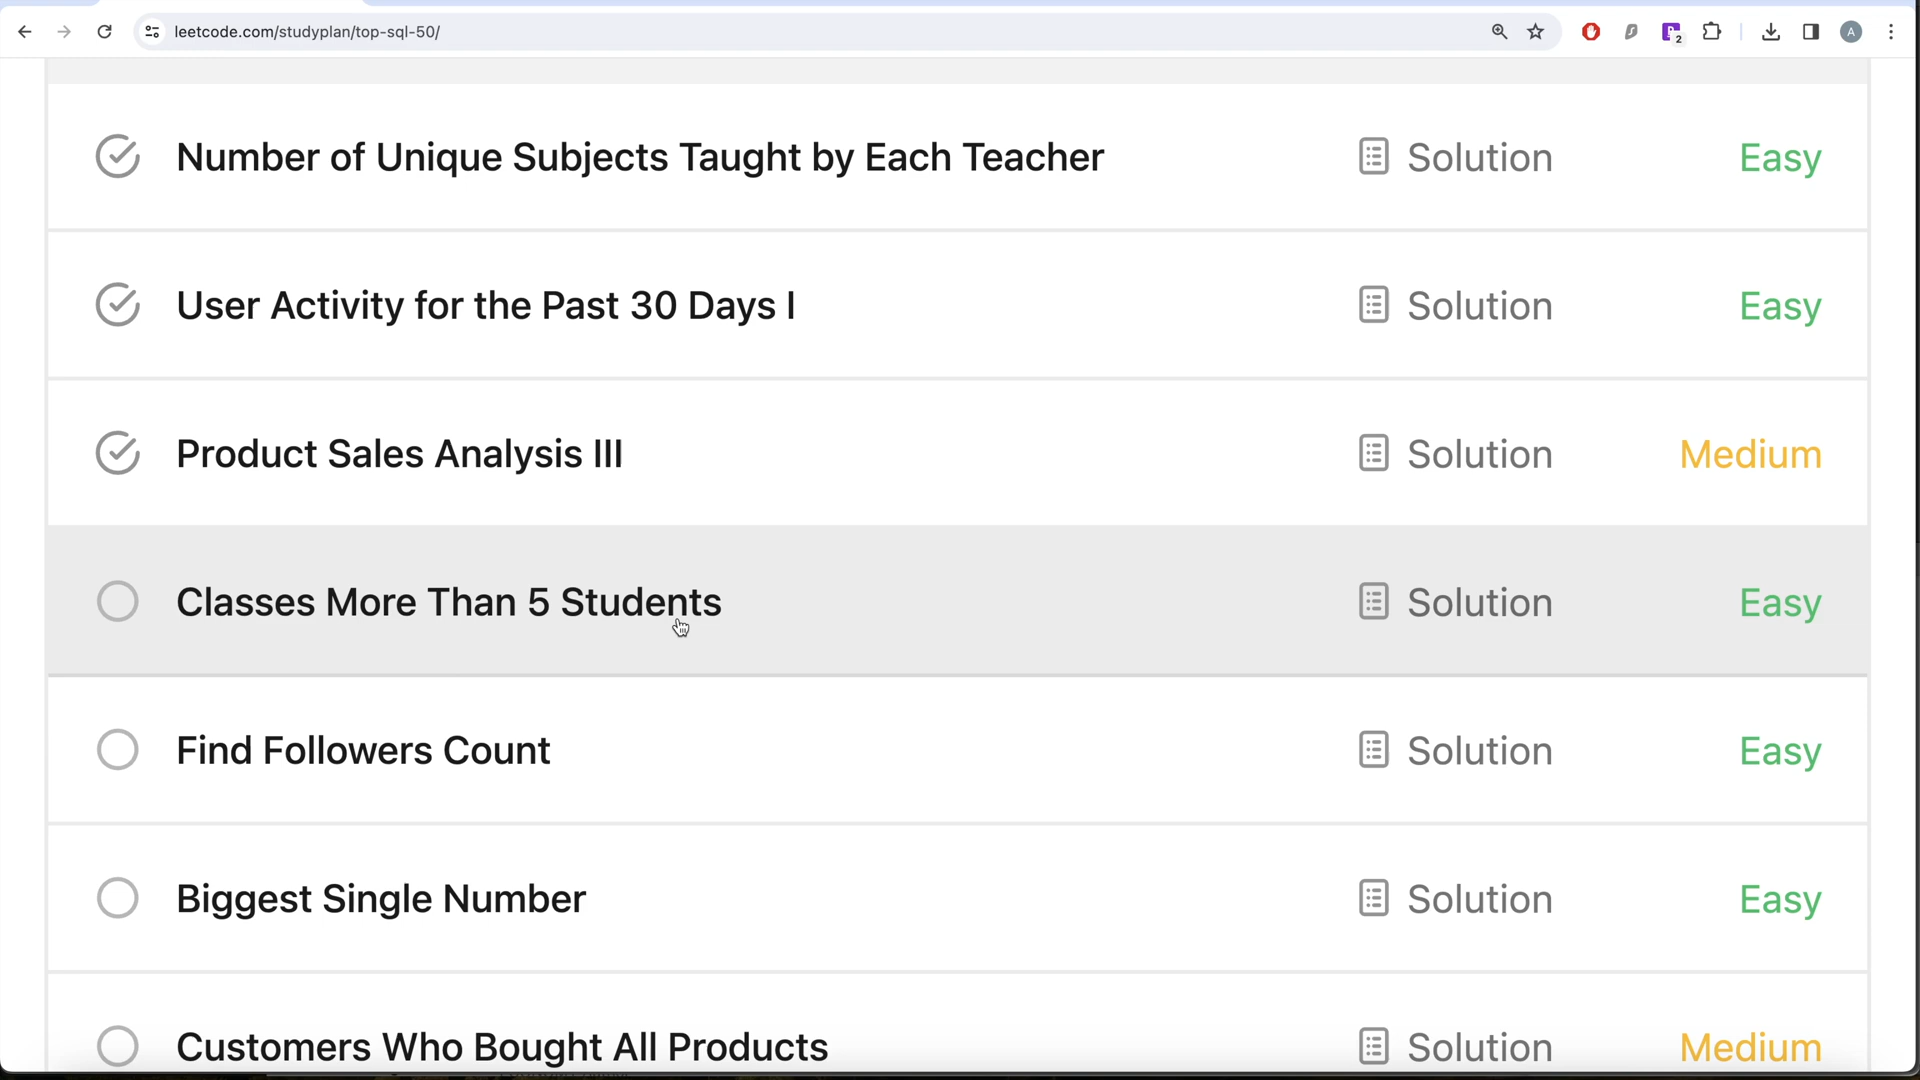 leetcode.com/studyplan/top-sql-50/
2
A
Number of Unique Subjects Taught by Each Teacher Solution Easy
User Activity for the Past 30 Days I Solution Easy
Product Sales Analysis III Solution Medium
Classes More Than 5 Students Solution Easy
Find Followers Count Solution Easy
Biggest Single Number Solution Easy
Customers Who Bought All Products Solution Medium